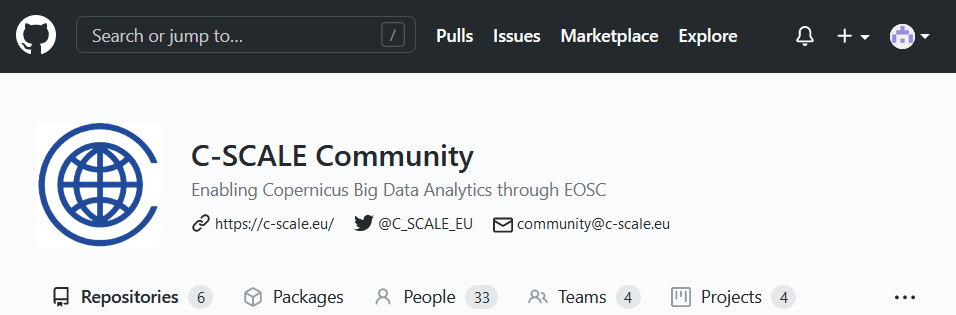 Search or jump to... / Pulls Issues Marketplace Explore
C-SCALE Community
Enabling Copernicus Big Data Analytics through EOSC
https://c-scale.eu/ @C_SCALE_EU community@c-scale.eu
Repositories 6 Packages People 33 Teams 4 Projects 4